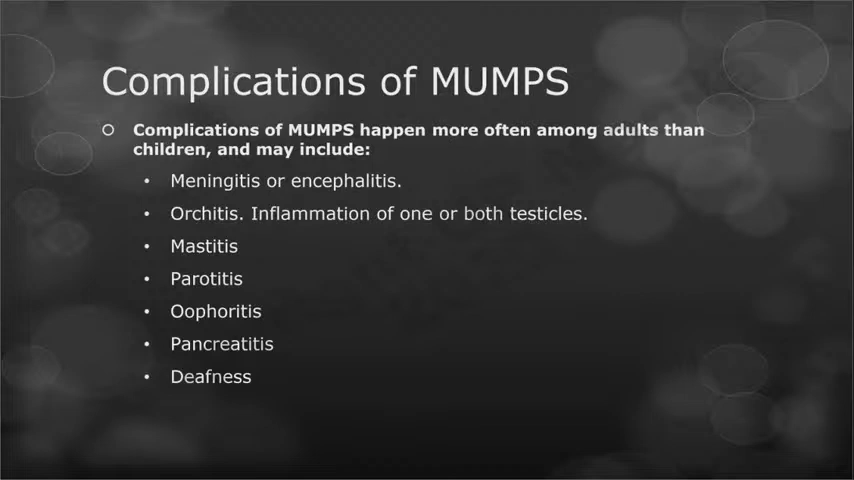 Complications of MUMPS
Complications of MUMPS happen more often among adults than
children, and may include:
• Meningitis or encephalitis.
• Orchitis. Inflammation of one or both testicles.
• Mastitis
• Parotitis
• Oophoritis
• Pancreatitis
• Deafness